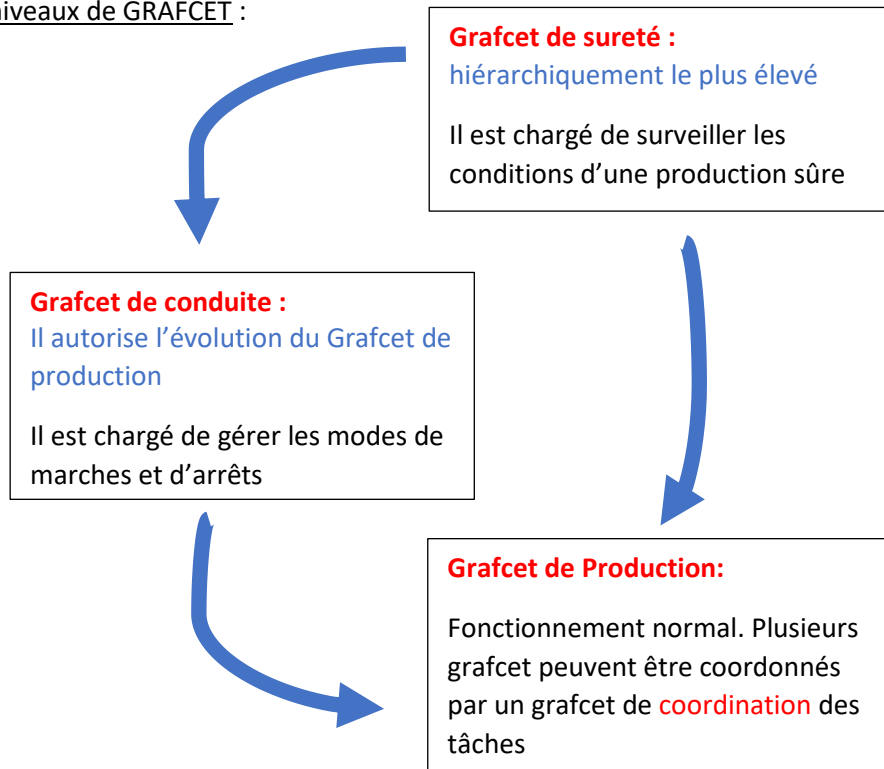 niveaux de GRAFCET :
Grafcet de sureté :
hiérarchiquement le plus élevé
Il est chargé de surveiller les
conditions d’une production sûre
Grafcet de conduite :
Il autorise l’évolution du Grafcet de
production
Il est chargé de gérer les modes de
marches et d’arrêts
Grafcet de Production:
Fonctionnement normal. Plusieurs
grafcet peuvent être coordonnés
par un grafcet de coordination des
tâches